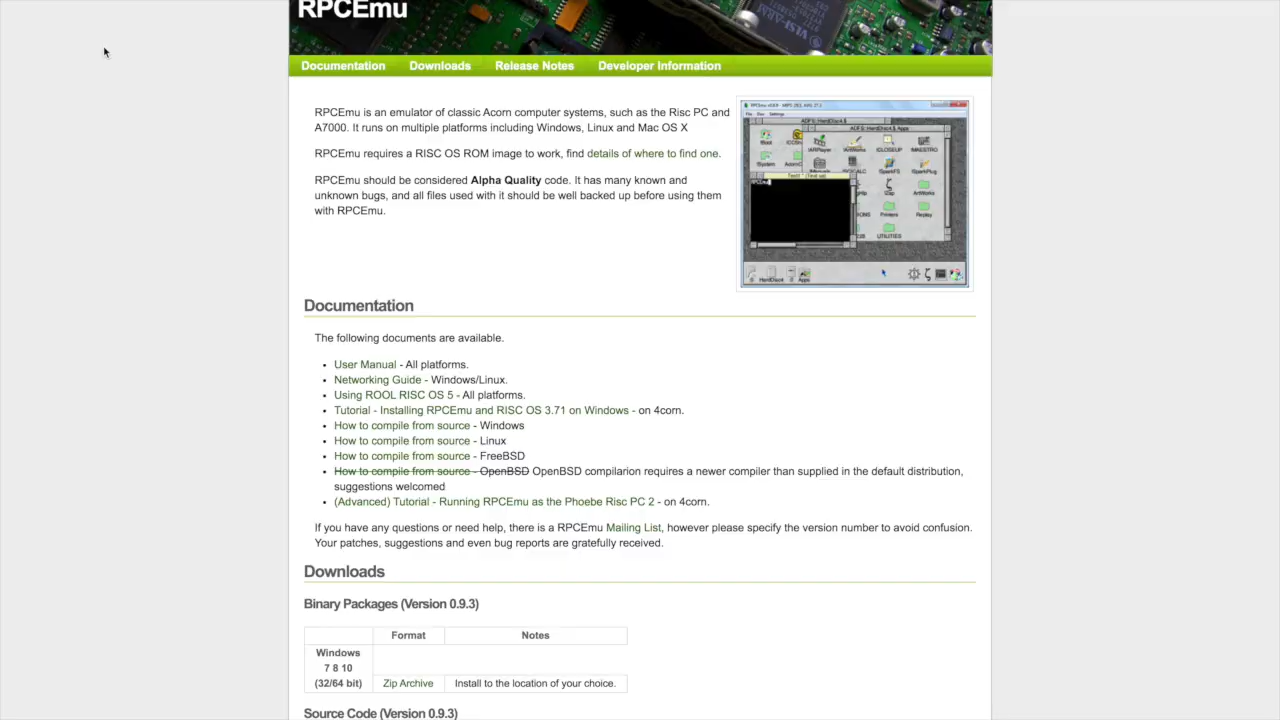 RPCEmu
VLSI-ARM
Documentation Downloads Release Notes Developer Information
RPCEmu is an emulator of classic Acorn computer systems, such as the Risc PC and
A7000. It runs on multiple platforms including Windows, Linux and Mac OS X
RPCEmu requires a RISC OS ROM image to work, find details of where to find one.
RPCEmu should be considered Alpha Quality code. It has many known and
unknown bugs, and all files used with it should be well backed up before using them
with RPCEmu.
Documentation
The following documents are available.
• User Manual - All platforms.
• Networking Guide - Windows/Linux.
• Using ROOL RISC OS 5 - All platforms.
• Tutorial - Installing RPCEmu and RISC OS 3.71 on Windows - on 4corn.
• How to compile from source - Windows
• How to compile from source - Linux
• How to compile from source - FreeBSD
• How to compile from source - OpenBSD OpenBSD compilarion requires a newer compiler than supplied in the default distribution,
suggestions welcomed
• (Advanced) Tutorial - Running RPCEmu as the Phoebe Risc PC 2 - on 4corn.
If you have any questions or need help, there is a RPCEmu Mailing List, however please specify the version number to avoid confusion.
Your patches, suggestions and even bug reports are gratefully received.
Downloads
Binary Packages (Version 0.9.3)
Format Notes
Windows
7 8 10
(32/64 bit) Zip Archive Install to the location of your choice.
Source Code (Version 0.9.3)